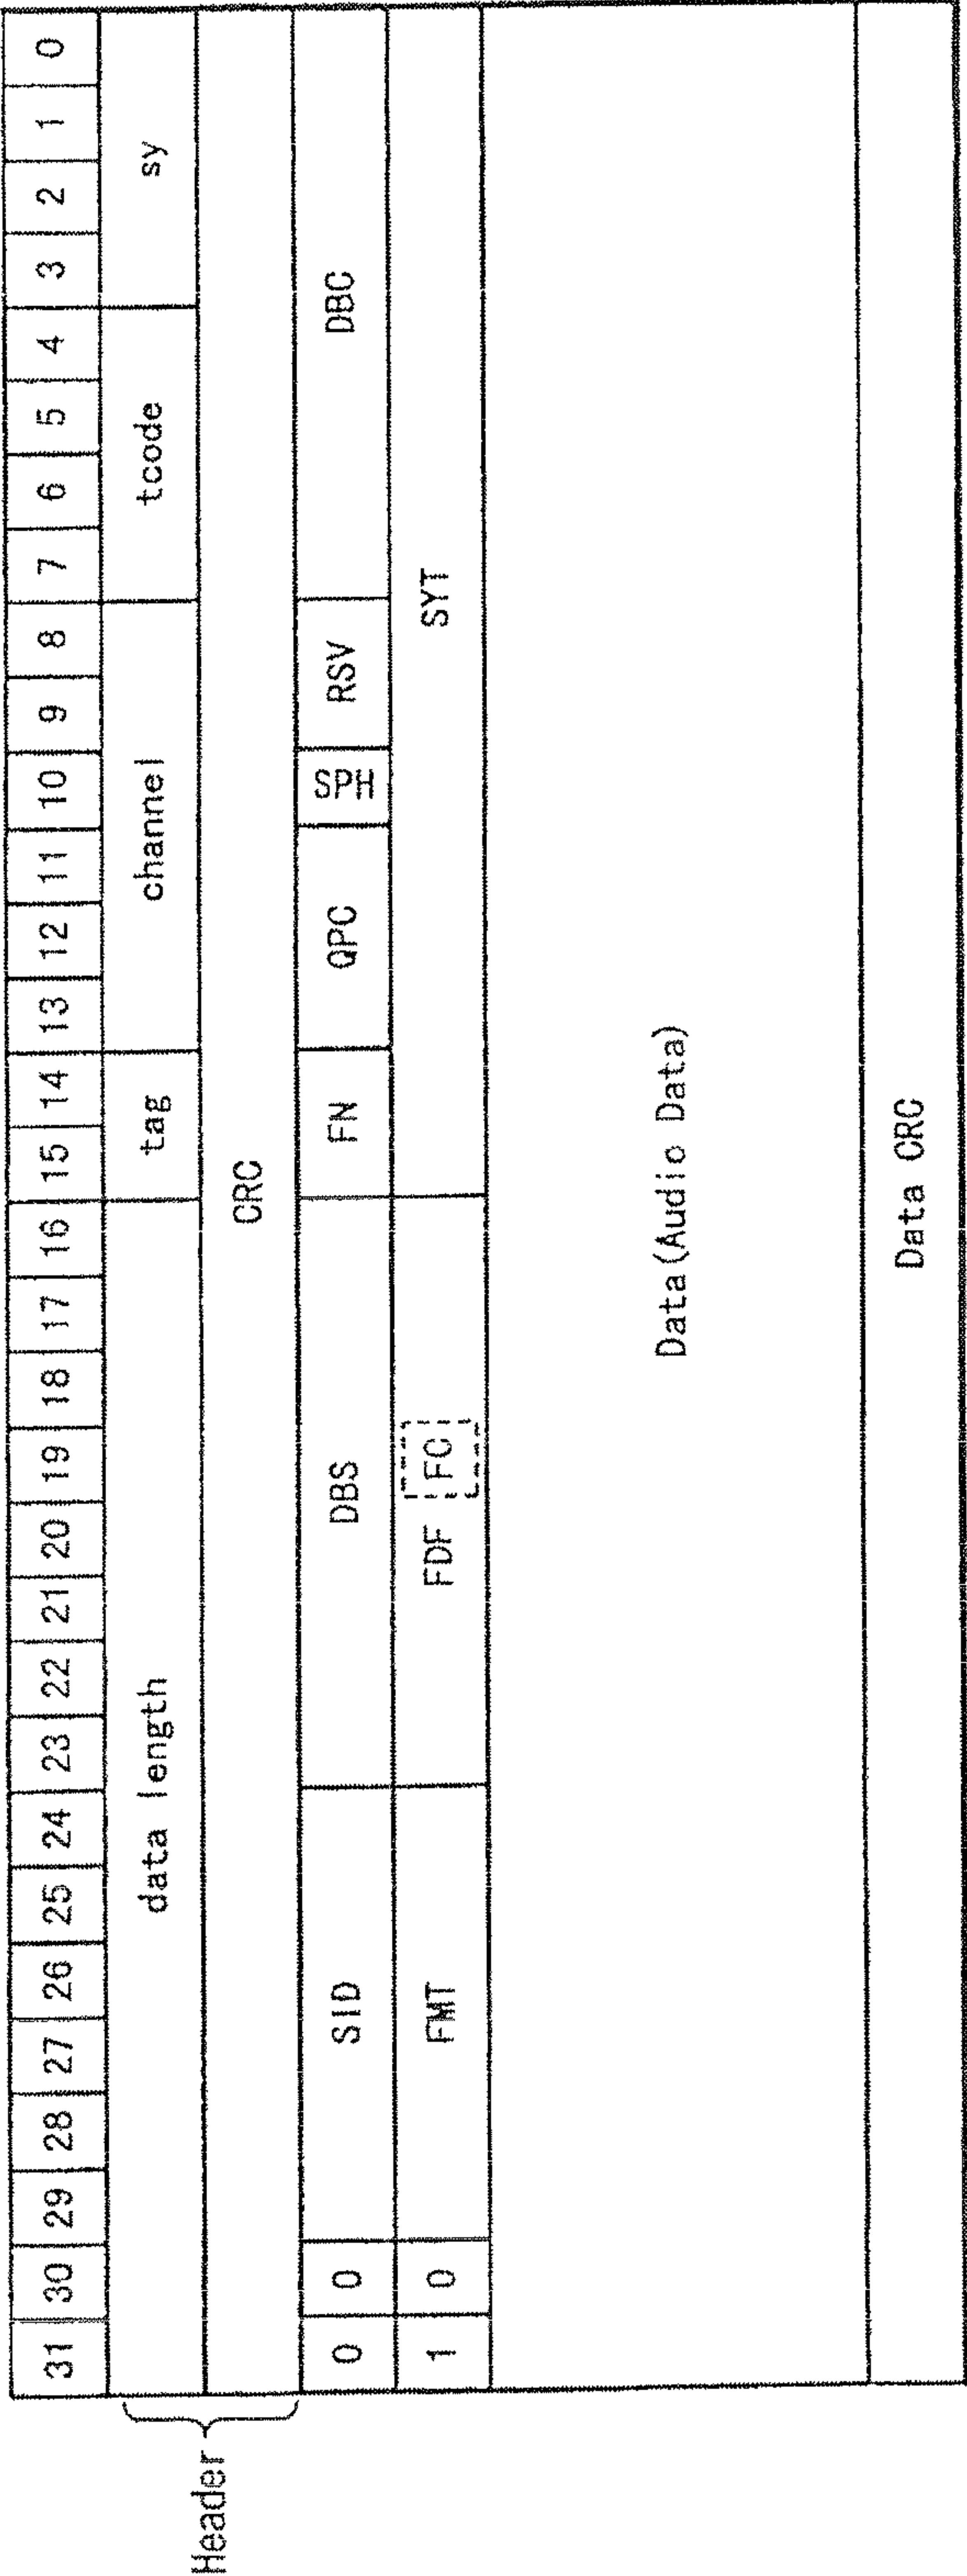 31 30 29 28 27 26 25 24 23 22 21 20 19 18 17 16 15 14 13 12 11 10 9 8 7 6 5 4 3 2 1 0
Header
data length tag channel tcode sy
CRC
0 0 SID DBS FN QPC SPH RSV DBC
1 0 FMT FDF FC SYT
Data(Audio Data)
Data CRC